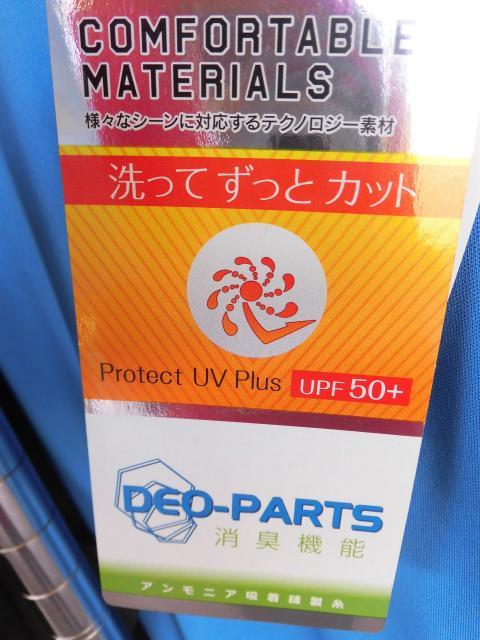 COMFORTABLE
MATERIALS
様々なシーンに対応するテクノロジー素材
洗ってずっとカット
Protect UV Plus UPF 50+
DEO-PARTS
消臭機能
アンモニア吸着縫製糸